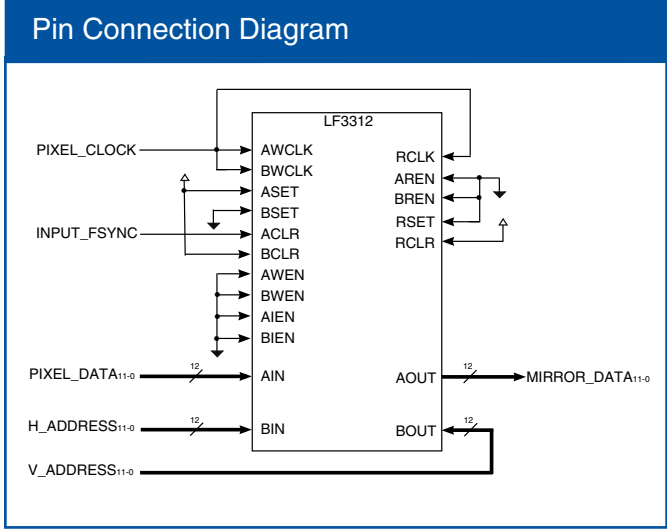 Pin Connection Diagram
LF3312
PIXEL_CLOCK
AWCLK
RCLK
BWCLK
AREN
ASET
BREN
BSET
RSET
INPUT_FSYNC
ACLR
RCLR
BCLR
AWEN
BWEN
AIEN
BIEN
PIXEL_DATA11-0
12
AIN
AOUT
12
MIRROR_DATA11-0
H_ADDRESS11-0
12
BIN
BOUT
12
V_ADDRESS11-0